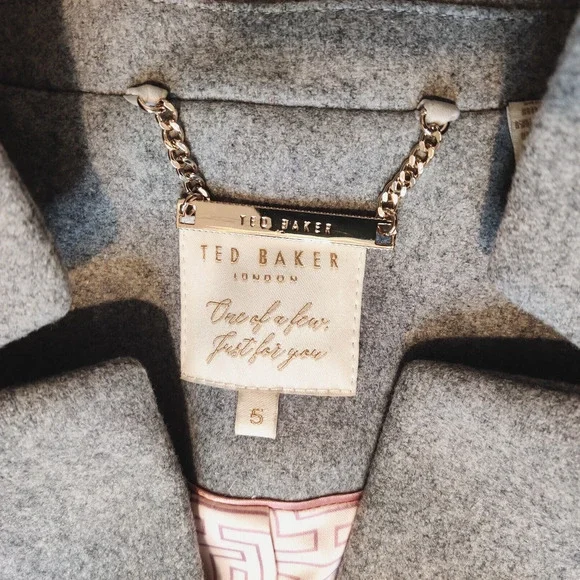 TED BAKER
TED BAKER
LONDON
One of a few,
Just for you
5